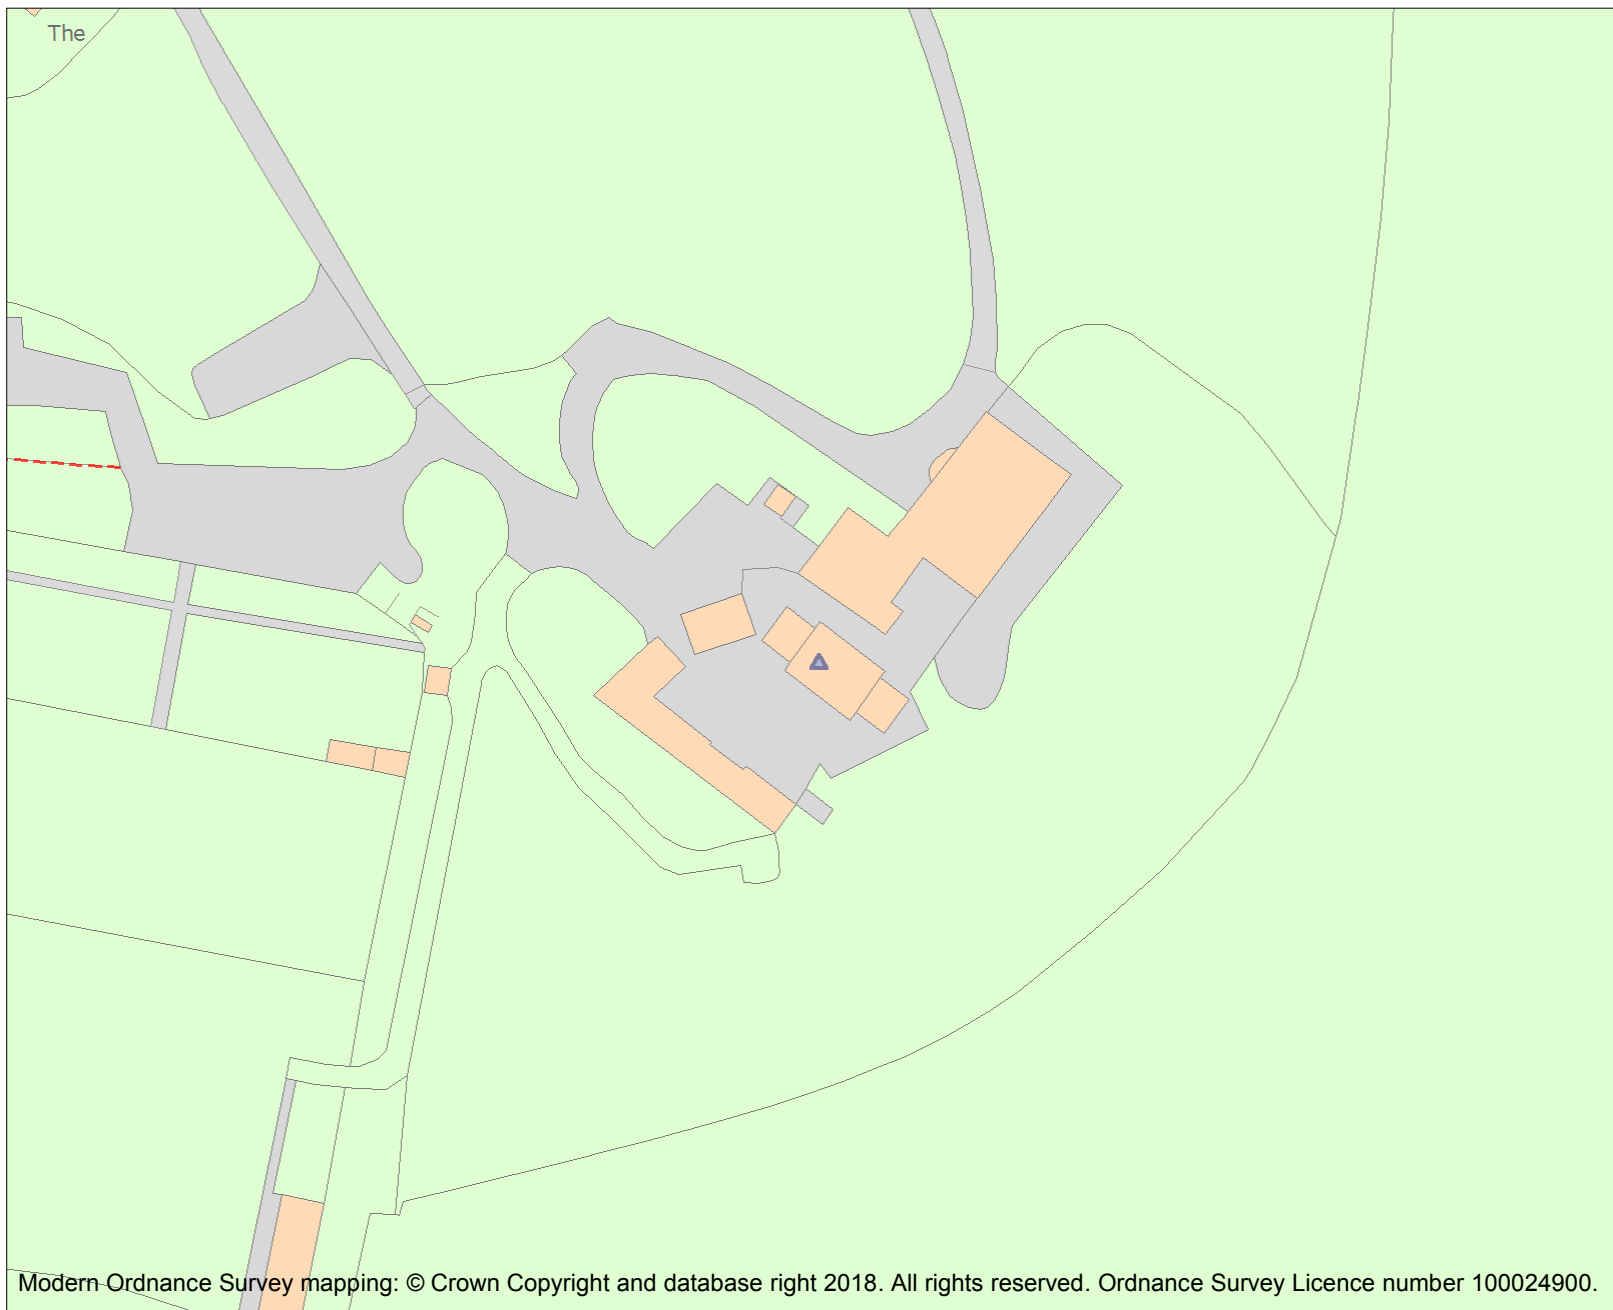 The
Modern Ordnance Survey mapping: © Crown Copyright and database right 2018. All rights reserved. Ordnance Survey Licence number 100024900.